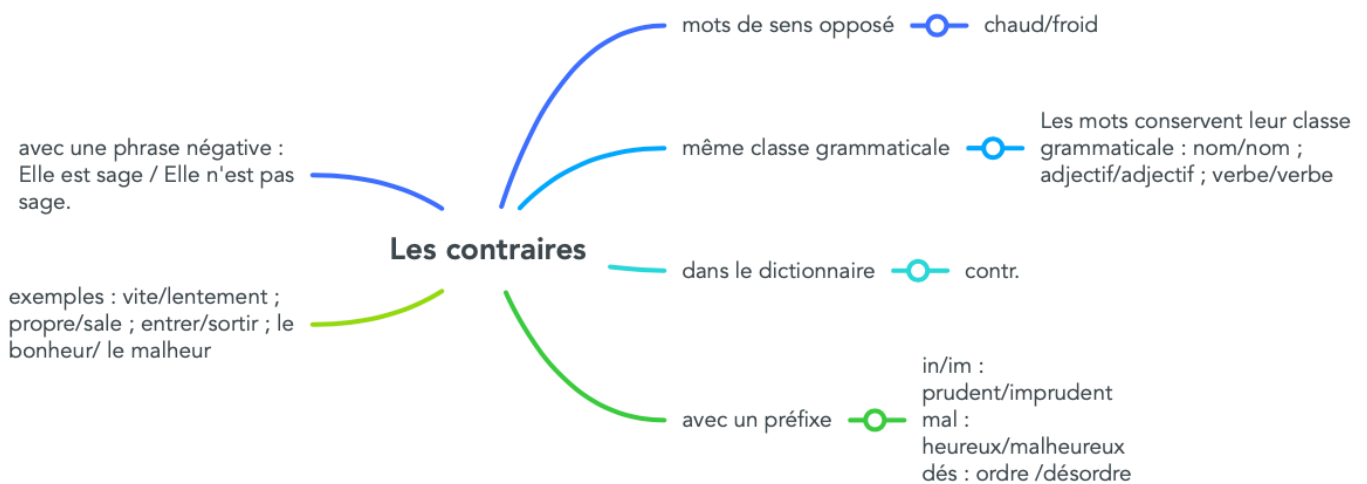 Les contraires
mots de sens opposé
chaud/froid
même classe grammaticale
Les mots conservent leur classe
grammaticale : nom/nom ;
adjectif/adjectif ; verbe/verbe
dans le dictionnaire
contr.
avec un préfixe
in/im :
prudent/imprudent
mal :
heureux/malheureux
dés : ordre /désordre
avec une phrase négative :
Elle est sage / Elle n'est pas
sage.
exemples : vite/lentement ;
propre/sale ; entrer/sortir ; le
bonheur/ le malheur